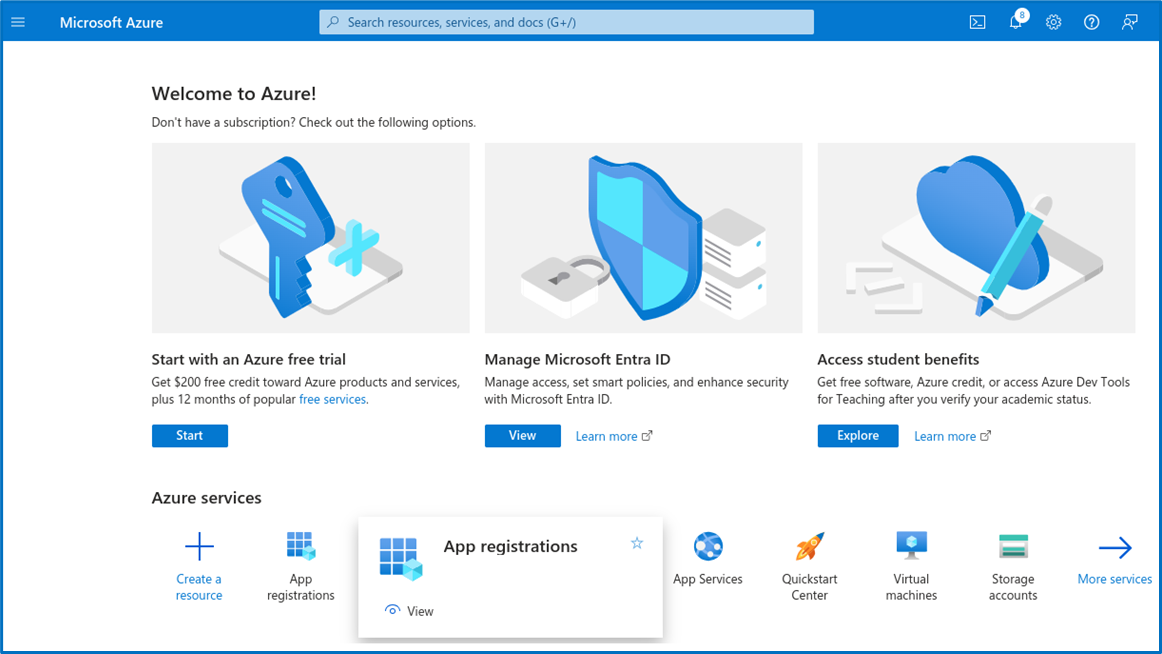 Microsoft Azure
Search resources, services, and docs (G+/)
8
Welcome to Azure!
Don't have a subscription? Check out the following options.
Start with an Azure free trial
Get $200 free credit toward Azure products and services,
plus 12 months of popular free services.
Start
Manage Microsoft Entra ID
Manage access, set smart policies, and enhance security
with Microsoft Entra ID.
View
Learn more
Access student benefits
Get free software, Azure credit, or access Azure Dev Tools
for Teaching after you verify your academic status.
Explore
Learn more
Azure services
Create a
resource
App
registrations
App registrations
View
App Services
Quickstart
Center
Virtual
machines
Storage
accounts
More services